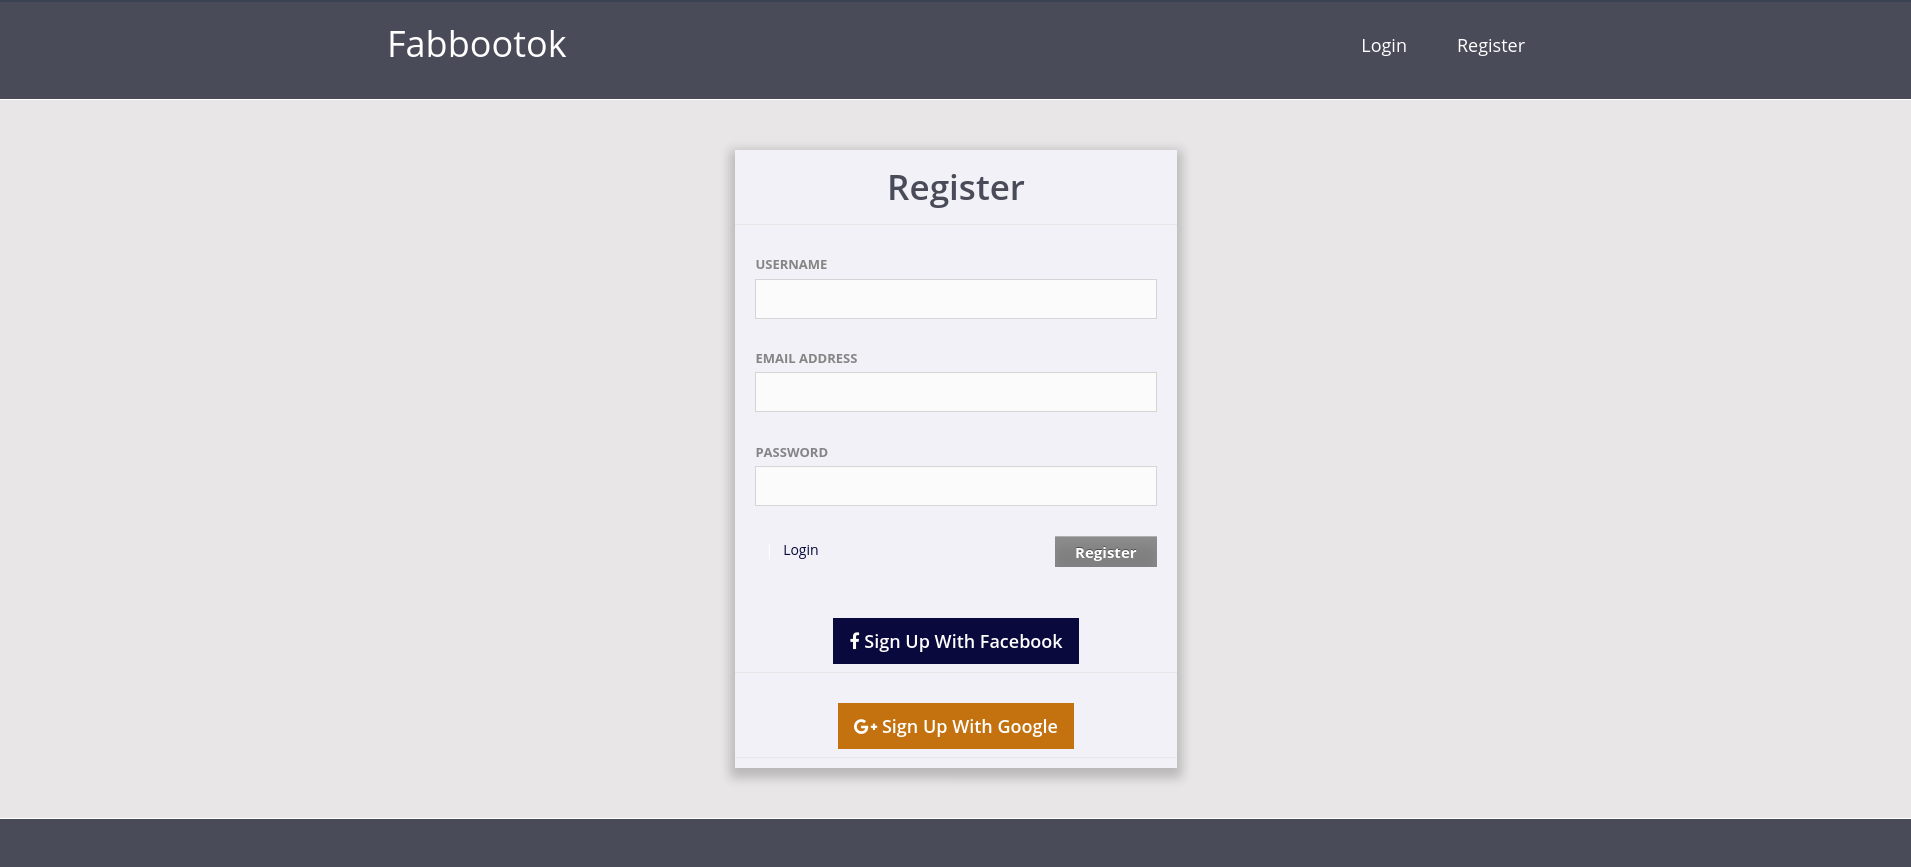 Fabbootok
Login
Register
Register
USERNAME
EMAIL ADDRESS
PASSWORD
Login
Register
Sign Up With Facebook
G+ Sign Up With Google